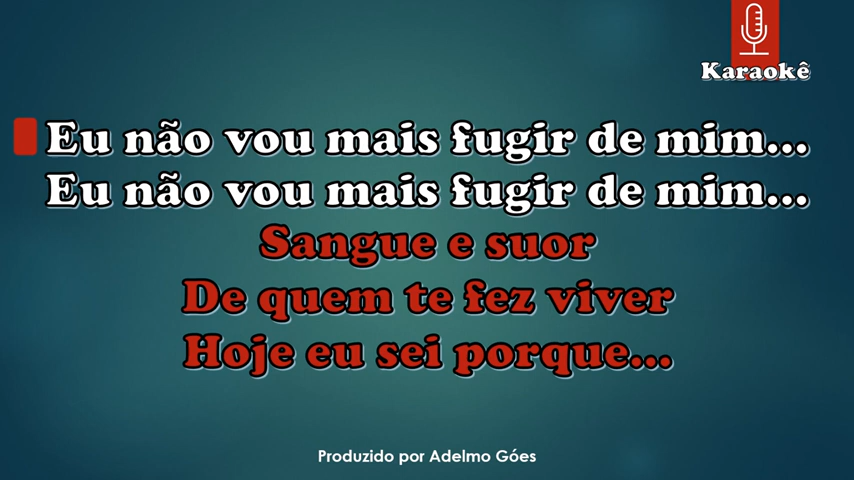 Karaokê
Eu não vou mais fugir de mim...
Eu não vou mais fugir de mim...
Sangue e suor
De quem te fez viver
Hoje eu sei porque...
Produzido por Adelmo Góes